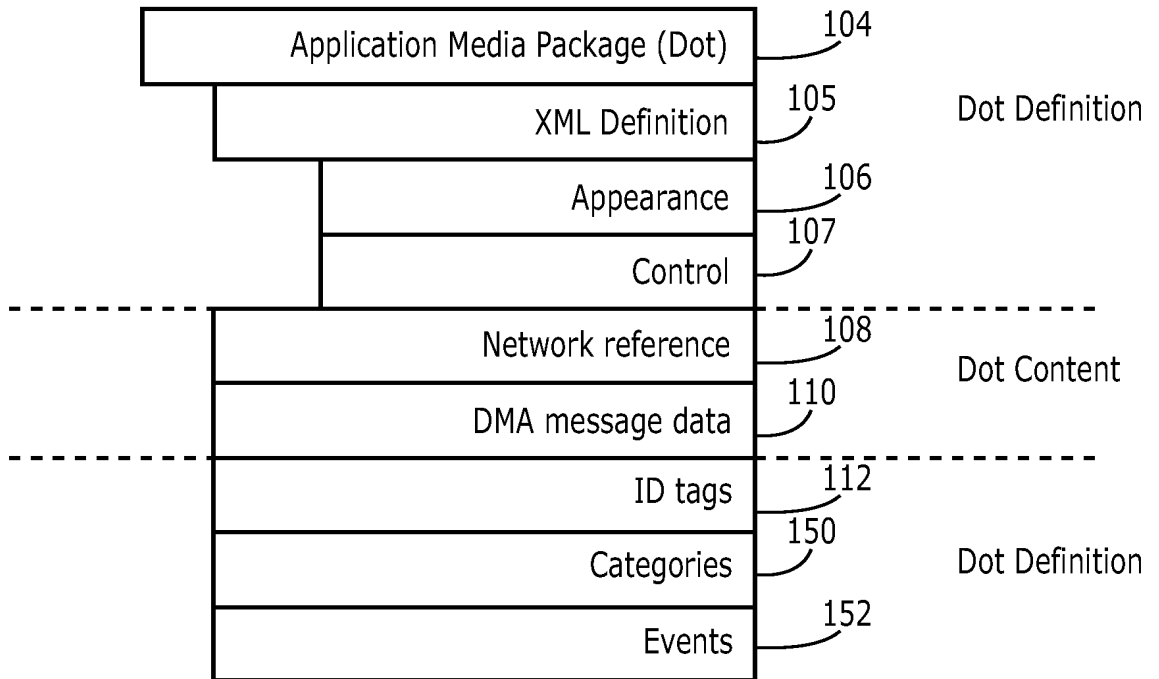 Application Media Package (Dot)
104
XML Definition
105
Dot Definition
Appearance
106
Control
107
Network reference
108
Dot Content
DMA message data
110
ID tags
112
Categories
150
Dot Definition
Events
152